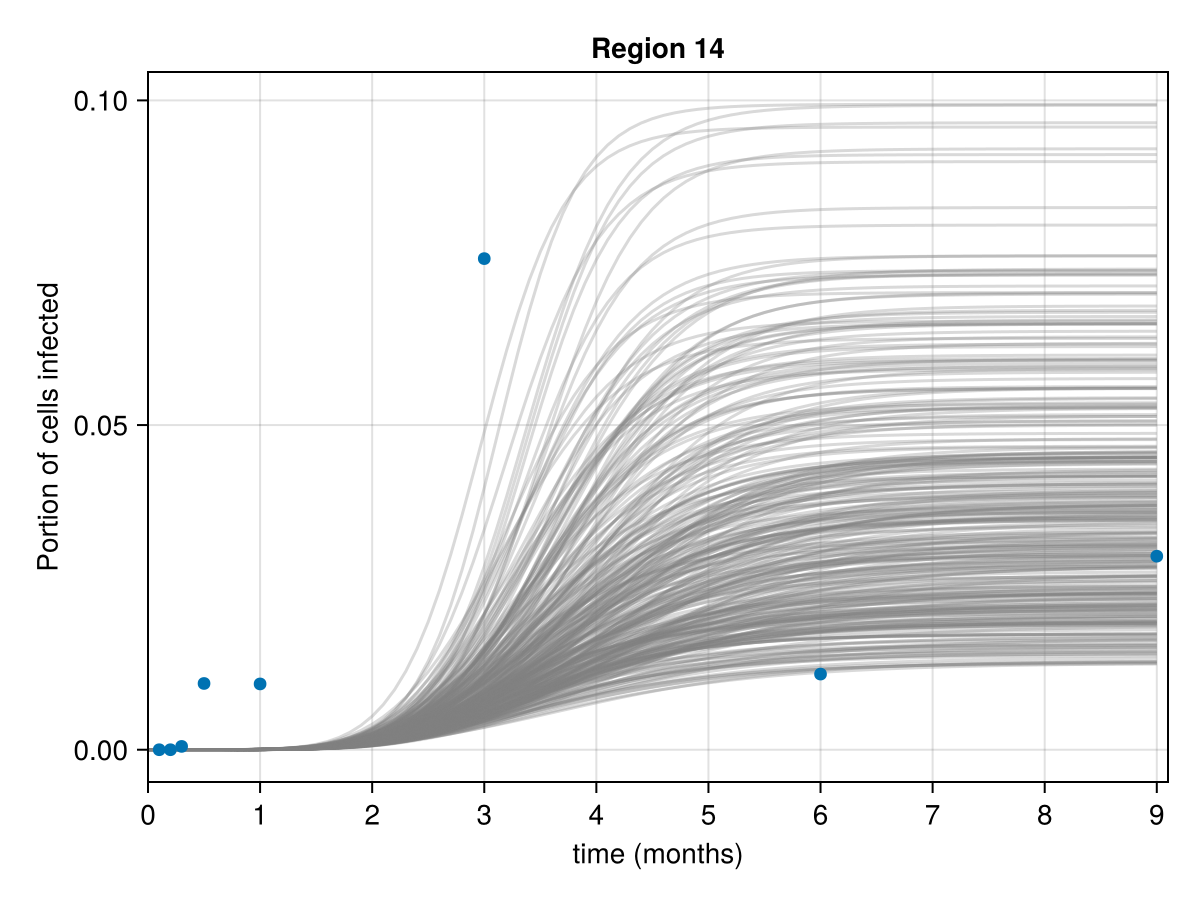 Region 14
0.10
0.05
0.00
Portion of cells infected
0 1 2 3 4 5 6 7 8 9
time (months)